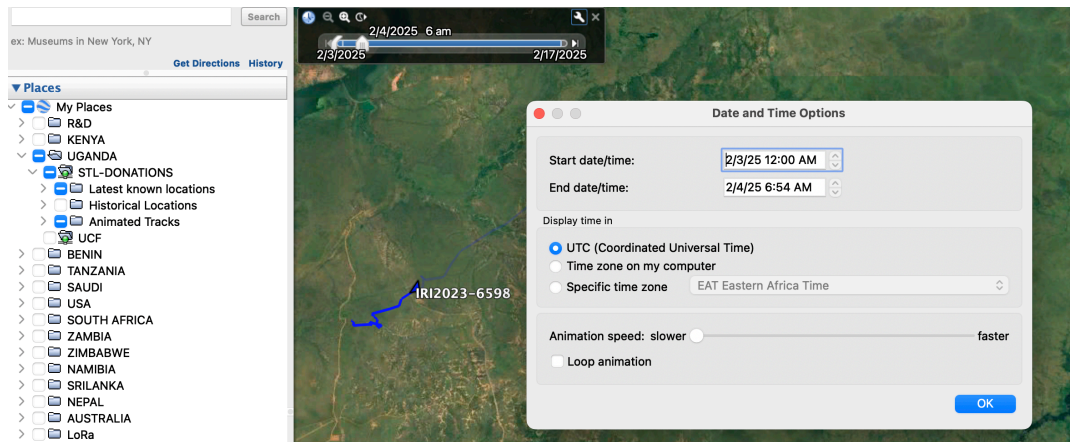 Search
ex: Museums in New York, NY
Get Directions History
Places
My Places
R&D
KENYA
UGANDA
STL-DONATIONS
Latest known locations
Historical Locations
Animated Tracks
UCF
BENIN
TANZANIA
SAUDI
USA
SOUTH AFRICA
ZAMBIA
ZIMBABWE
NAMIBIA
SRILANKA
NEPAL
AUSTRALIA
LoRa
2/4/2025 6 am
2/3/2025 2/17/2025
IRI2023-6598
Date and Time Options
Start date/time: 2/3/25 12:00 AM
End date/time: 2/4/25 6:54 AM
Display time in
UTC (Coordinated Universal Time)
Time zone on my computer
Specific time zone EAT Eastern Africa Time
Animation speed: slower faster
Loop animation
OK